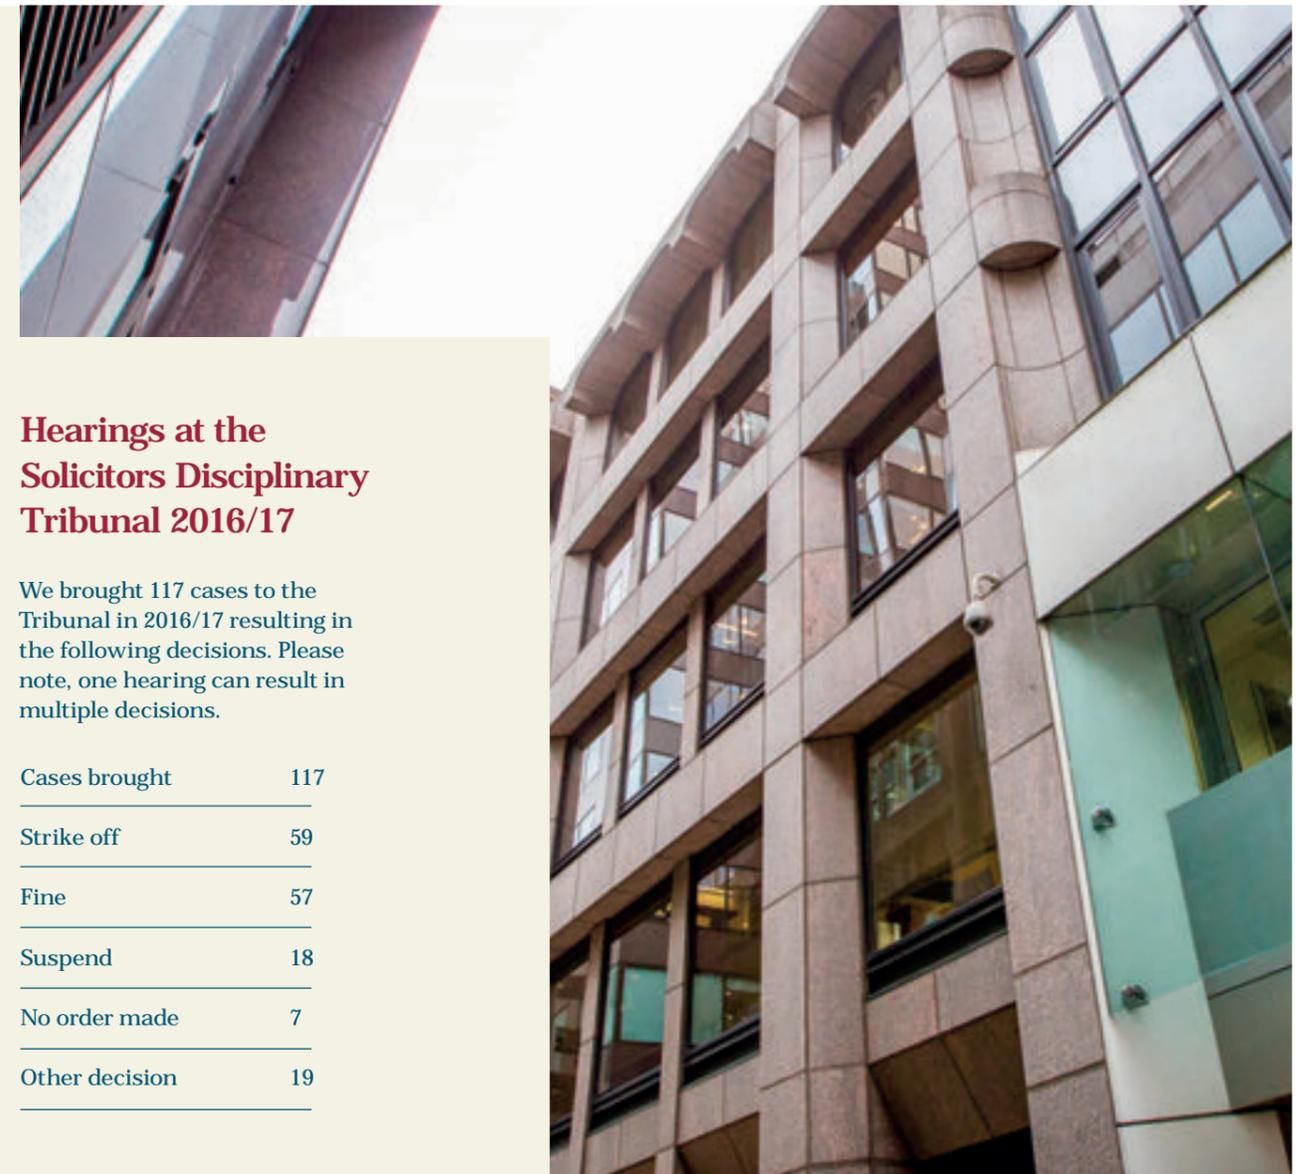 Hearings at the
Solicitors Disciplinary
Tribunal 2016/17
We brought 117 cases to the
Tribunal in 2016/17 resulting in
the following decisions. Please
note, one hearing can result in
multiple decisions.
Cases brought 117
Strike off 59
Fine 57
Suspend 18
No order made 7
Other decision 19